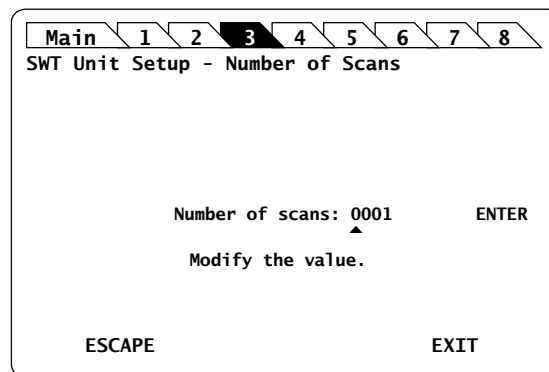 Main 1 2 3 4 5 6 7 8
SWT Unit Setup - Number of Scans
Number of scans: 0001 ENTER
Modify the value.
ESCAPE EXIT